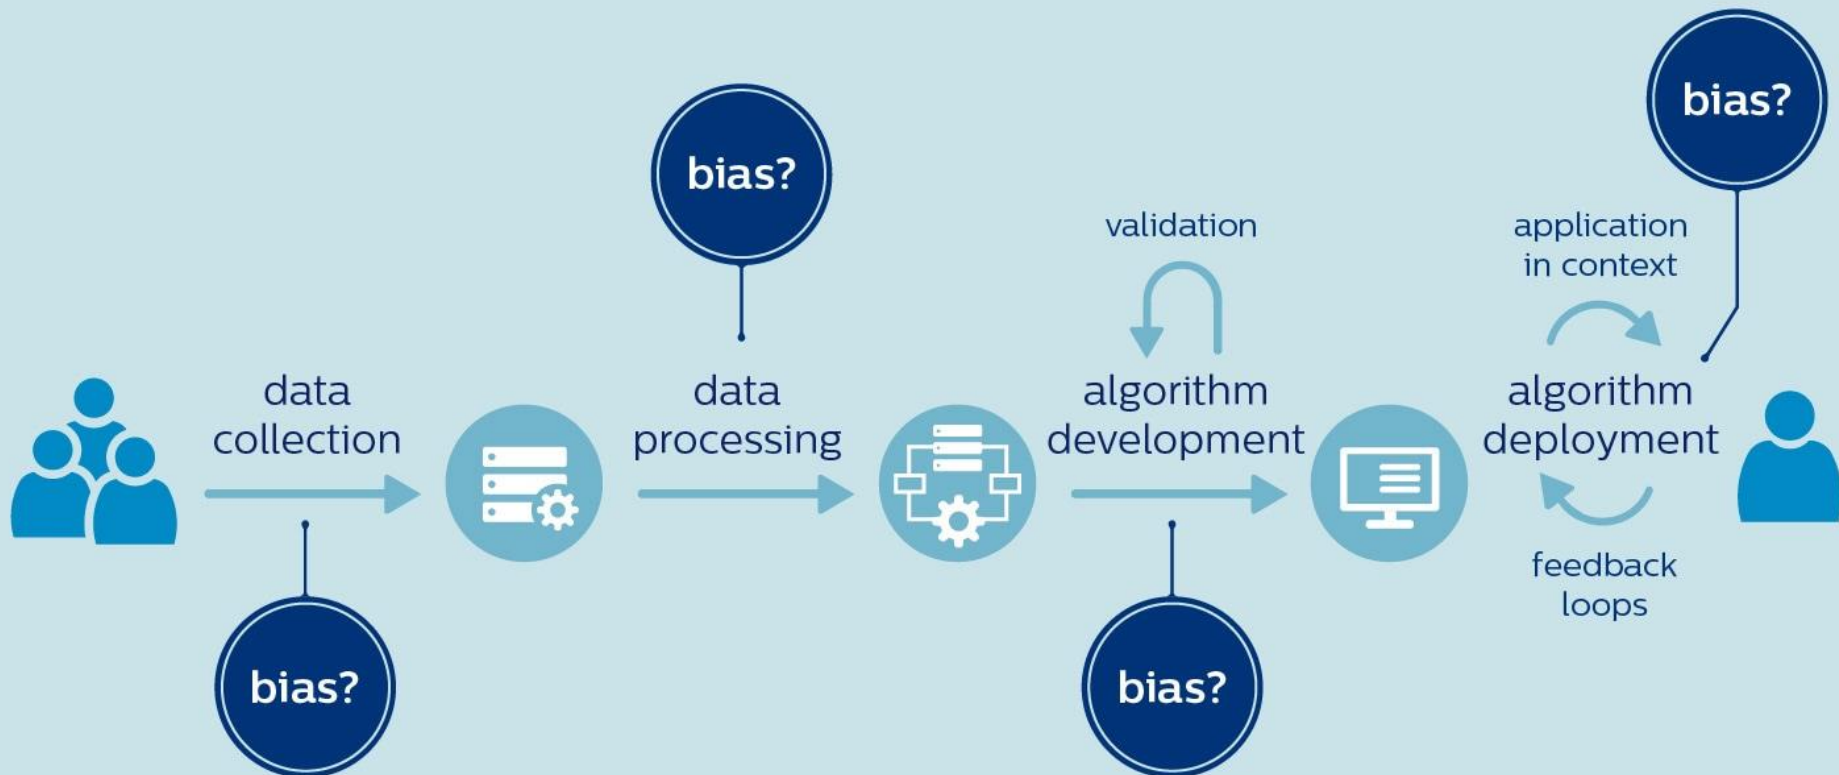 bias?
bias?
validation
application
in context
data
collection
data
processing
algorithm
development
algorithm
deployment
feedback
loops
bias?
bias?